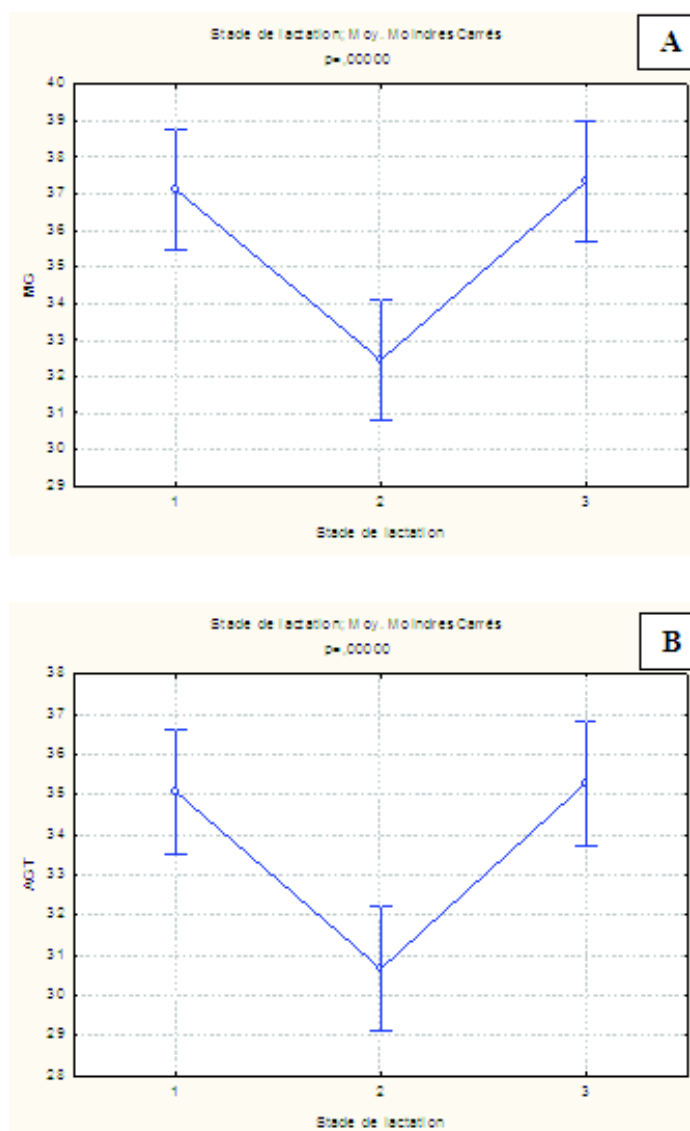 Stade de lactation; Moy. Moindres Carrés
A
p=,00000
40
39
38
37
36
35
34
33
32
31
30
29
MG
1 2 3
Stade de lactation
Stade de lactation; Moy. Moindres Carrés
B
p=,00000
38
37
36
35
34
33
32
31
30
29
28
AGT
1 2 3
Stade de lactation